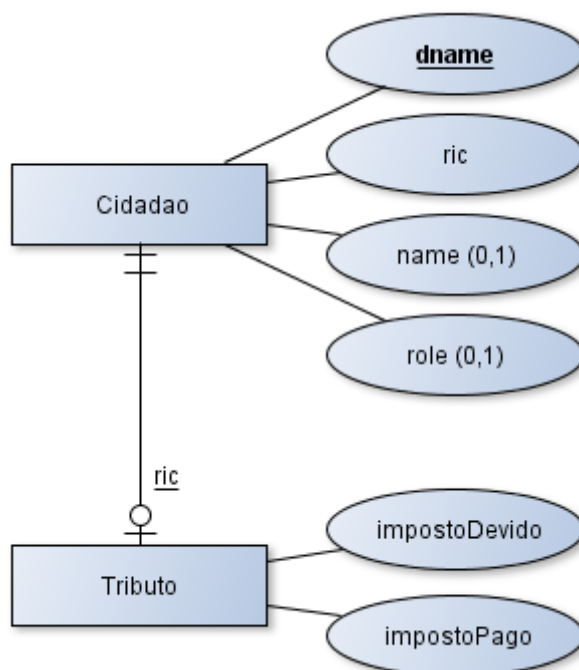 dname
ric
Cidadao
name (0,1)
role (0,1)
ric
impostoDevido
Tributo
impostoPago